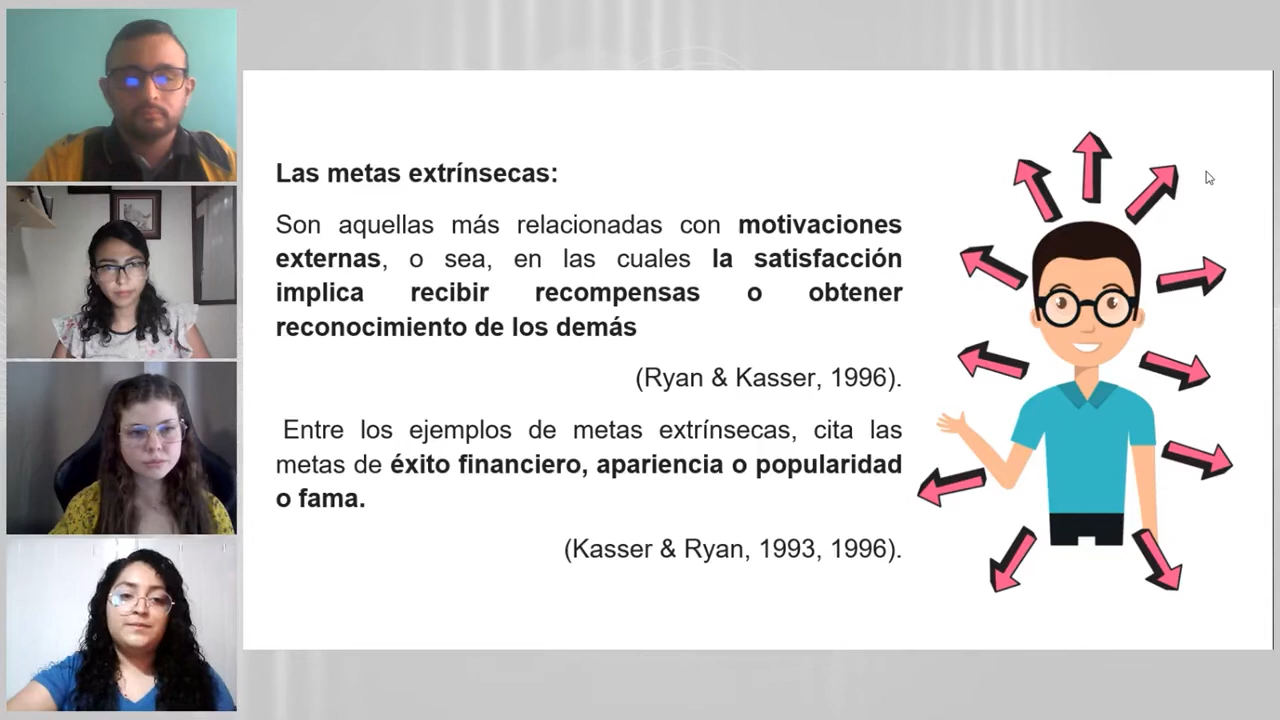 Las metas extrínsecas:
Son aquellas más relacionadas con motivaciones
externas, o sea, en las cuales la satisfacción
implica recibir recompensas o obtener
reconocimiento de los demás
(Ryan & Kasser, 1996).
Entre los ejemplos de metas extrínsecas, cita las
metas de éxito financiero, apariencia o popularidad
o fama.
(Kasser & Ryan, 1993, 1996).